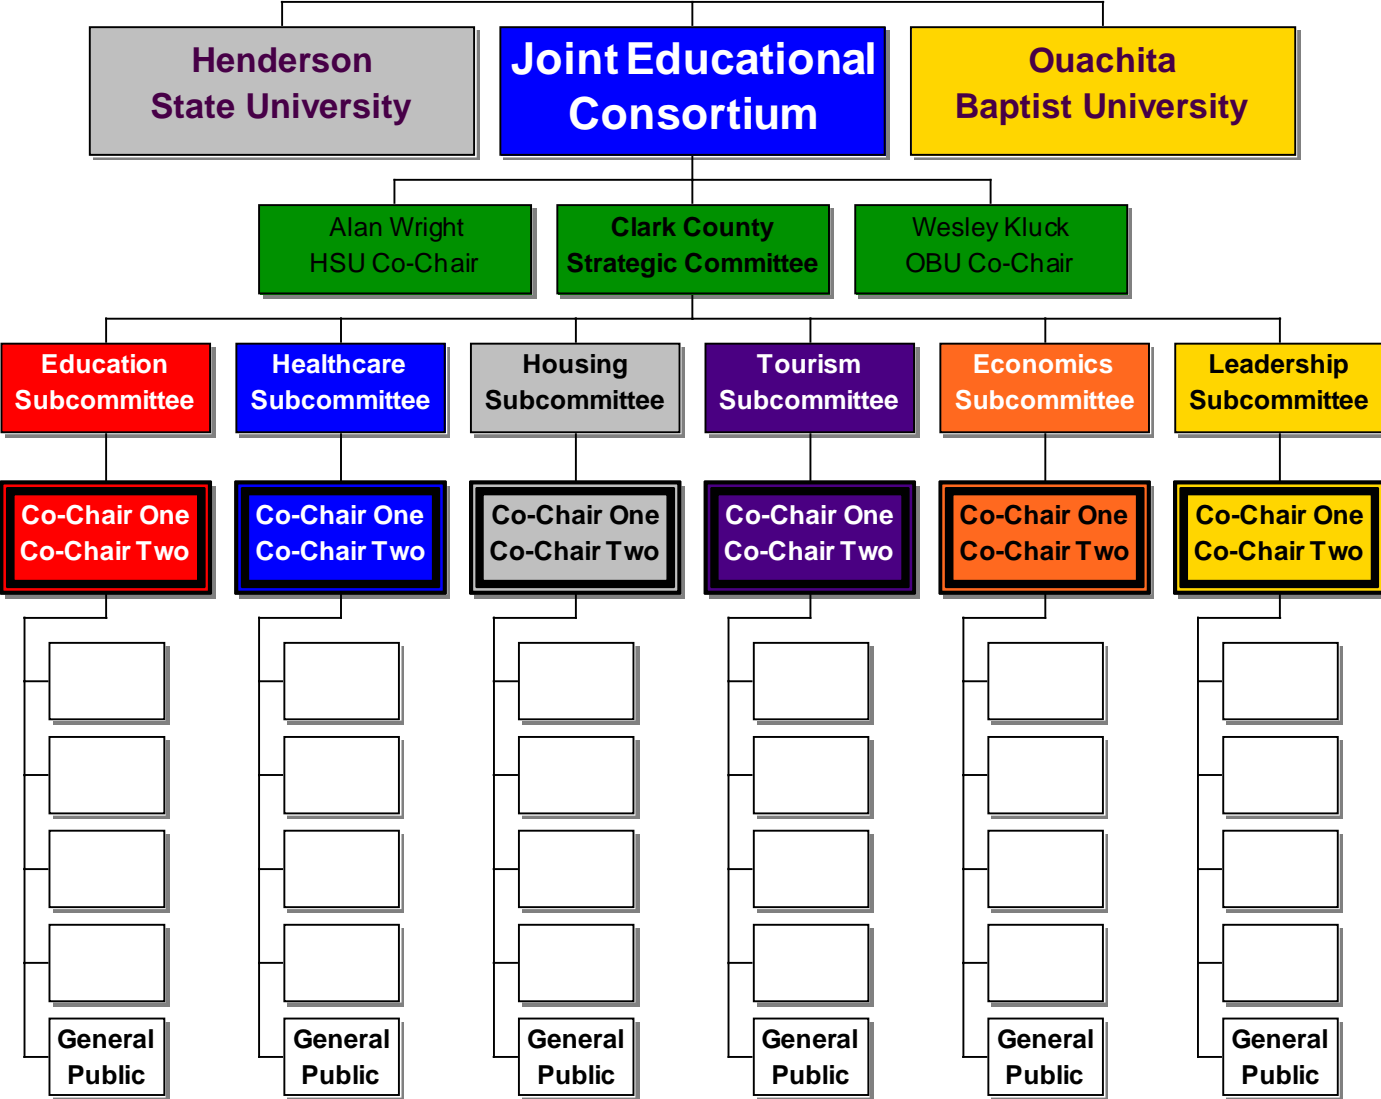 Henderson
State University
Joint Educational
Consortium
Ouachita
Baptist University
Alan Wright
HSU Co-Chair
Clark County
Strategic Committee
Wesley Kluck
OBU Co-Chair
Education
Subcommittee
Healthcare
Subcommittee
Housing
Subcommittee
Tourism
Subcommittee
Economics
Subcommittee
Leadership
Subcommittee
Co-Chair One
Co-Chair Two
Co-Chair One
Co-Chair Two
Co-Chair One
Co-Chair Two
Co-Chair One
Co-Chair Two
Co-Chair One
Co-Chair Two
Co-Chair One
Co-Chair Two
General
Public
General
Public
General
Public
General
Public
General
Public
General
Public